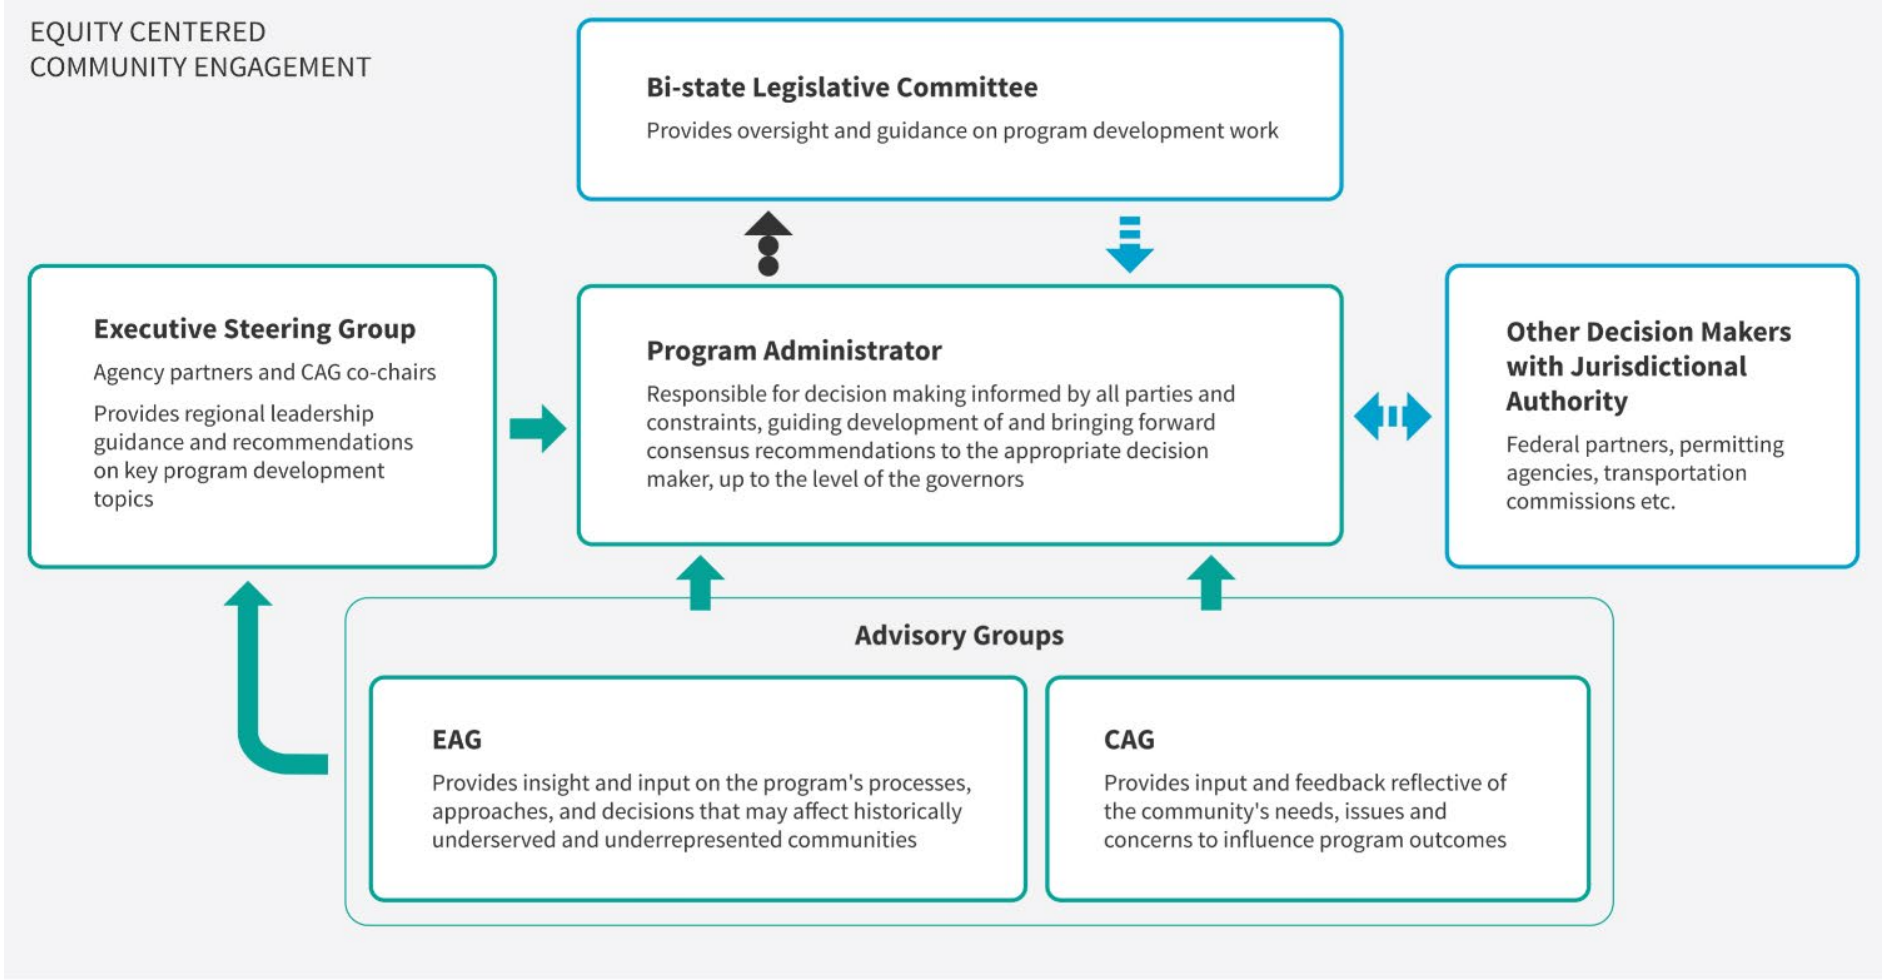 EQUITY CENTERED
COMMUNITY ENGAGEMENT
Bi-state Legislative Committee
Provides oversight and guidance on program development work
Executive Steering Group
Agency partners and CAG co-chairs
Provides regional leadership
guidance and recommendations
on key program development
topics
Program Administrator
Responsible for decision making informed by all parties and
constraints, guiding development of and bringing forward
consensus recommendations to the appropriate decision
maker, up to the level of the governors
Other Decision Makers
with Jurisdictional
Authority
Federal partners, permitting
agencies, transportation
commissions etc.
Advisory Groups
EAG
Provides insight and input on the program's processes,
approaches, and decisions that may affect historically
underserved and underrepresented communities
CAG
Provides input and feedback reflective of
the community's needs, issues and
concerns to influence program outcomes